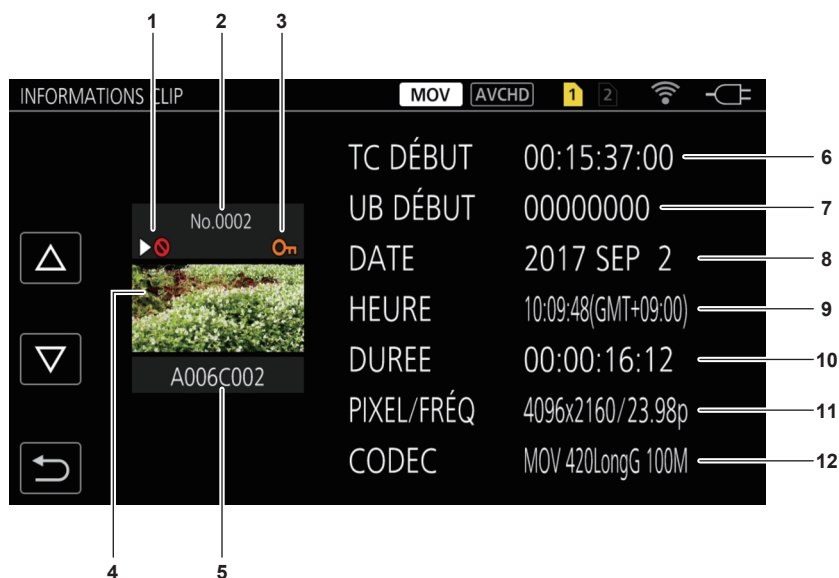 1 2 3
INFORMATIONS CLIP MOV AVCHD 1 2
TC DÉBUT 00:15:37:00 6
UB DÉBUT 00000000 7
No.0002
DATE 2017 SEP 2 8
HEURE 10:09:48(GMT+09:00) 9
DUREE 00:00:16:12 10
A006C002
PIXEL/FRÉQ 4096x2160/23.98p 11
CODEC MOV 420LongG 100M 12
4 5